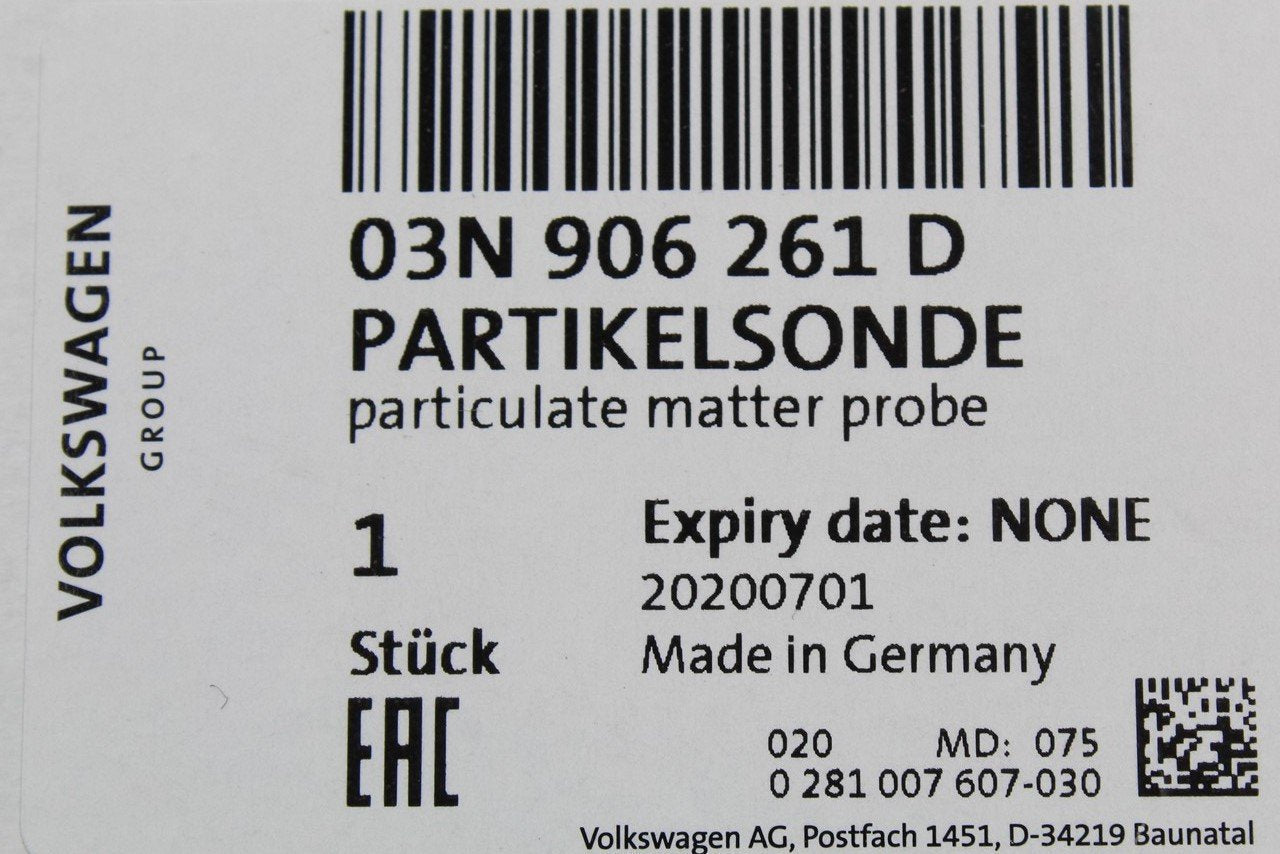 VOLKSWAGEN
GROUP
03N 906 261 D
PARTIKELSONDE
particulate matter probe
1
Expiry date: NONE
20200701
Stück
Made in Germany
EAC
020 MD: 075
0 281 007 607-030
Volkswagen AG, Postfach 1451, D-34219 Baunatal